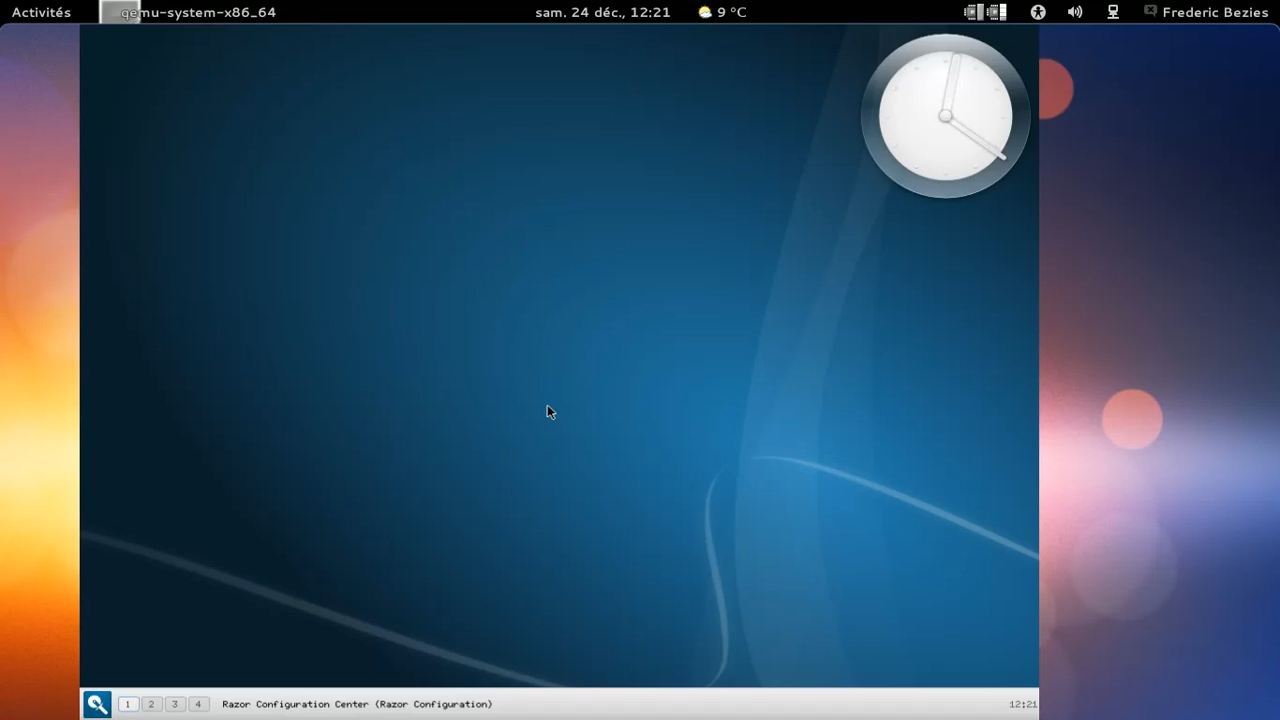 Activités qemu-system-x86_64 sam. 24 déc., 12:21 9 °C Frederic Bezies
1 2 3 4 Razor Configuration Center (Razor Configuration) 12:21